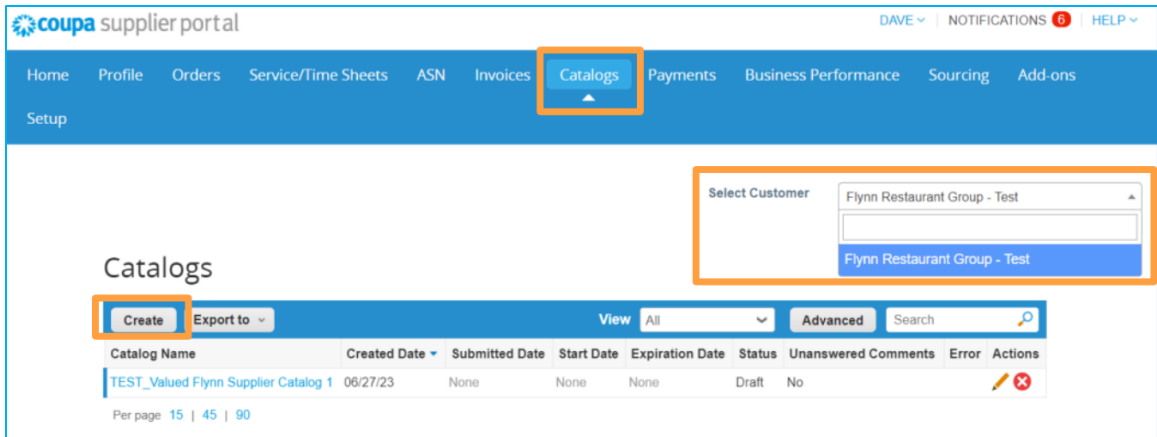 coupa supplier portal
DAVE NOTIFICATIONS 6 HELP
Home Profile Orders Service/Time Sheets ASN Invoices Catalogs Payments Business Performance Sourcing Add-ons
Setup
Select Customer Flynn Restaurant Group - Test
Flynn Restaurant Group - Test
Catalogs
Create Export to View All Advanced Search
Catalog Name Created Date Submitted Date Start Date Expiration Date Status Unanswered Comments Error Actions
TEST_Valued Flynn Supplier Catalog 1 06/27/23 None None None Draft No
Per page 15 | 45 | 90